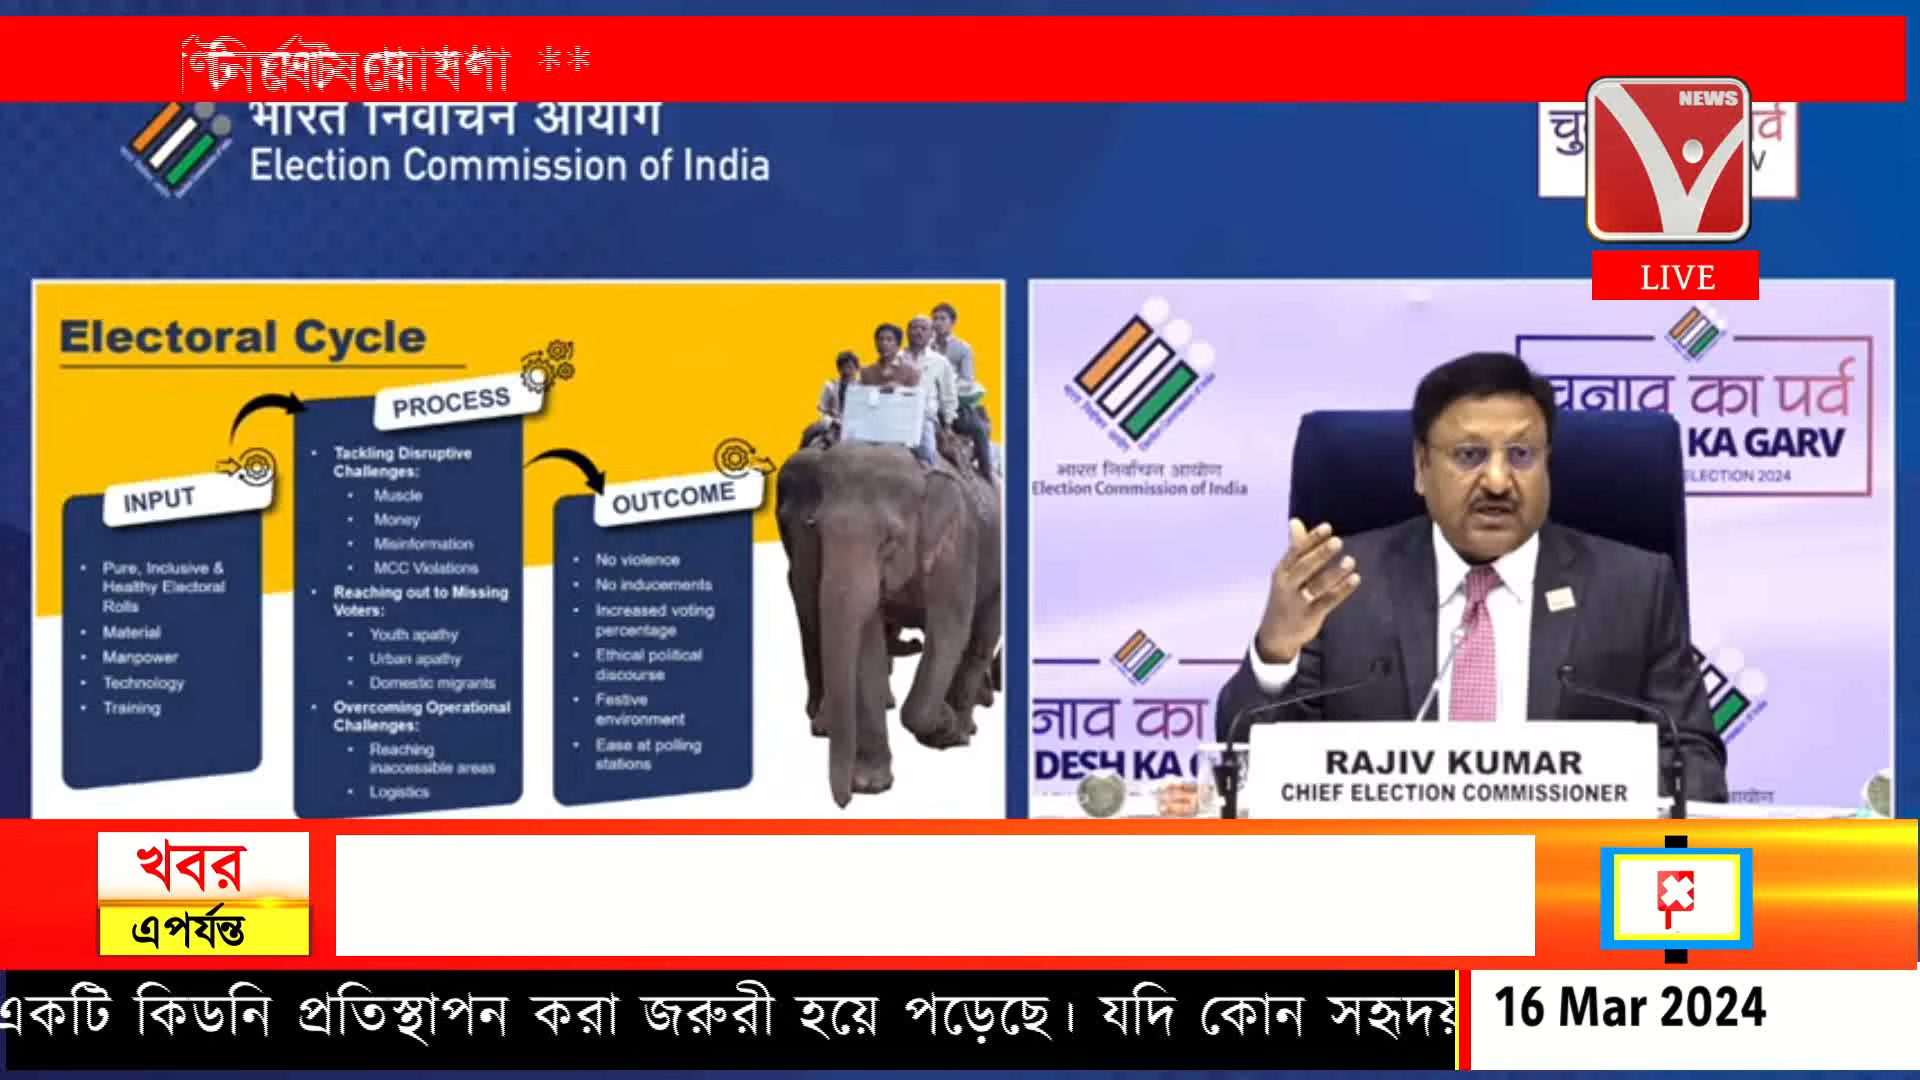 **
भारत निर्वाचन आयोग
Election Commission of India
NEWS
LIVE
Electoral Cycle
INPUT
Pure, Inclusive &
Healthy Electoral
Rolls
Material
Manpower
Technology
Training
PROCESS
Tackling Disruptive
Challenges:
Muscle
Money
Misinformation
MCC Violations
Reaching out to Missing
Voters:
Youth apathy
Urban apathy
Domestic migrants
Overcoming Operational
Challenges:
Reaching
inaccessible areas
Logistics
OUTCOME
No violence
No inducements
Increased voting
percentage
Ethical political
discourse
Festive
environment
Ease at polling
stations
भारत निर्वाचन आयोग
Election Commission of India
चुनाव का पर्व
KA GARV
ELECTION 2024
नाव का
DESH KA
RAJIV KUMAR
CHIEF ELECTION COMMISSIONER
খবর
এপর্যন্ত
একটি কিডনি প্রতিস্থাপন করা জরুরী হয়ে পড়েছে। যদি কোন সহৃদয়
16 Mar 2024